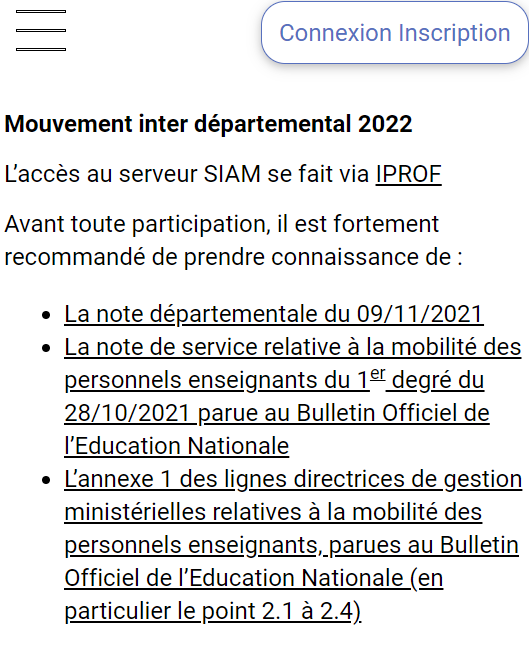 Connexion Inscription
Mouvement inter départemental 2022
L’accès au serveur SIAM se fait via IPROF
Avant toute participation, il est fortement
recommandé de prendre connaissance de :
• La note départementale du 09/11/2021
• La note de service relative à la mobilité des
personnels enseignants du 1er degré du
28/10/2021 parue au Bulletin Officiel de
l’Education Nationale
• L’annexe 1 des lignes directrices de gestion
ministérielles relatives à la mobilité des
personnels enseignants, parues au Bulletin
Officiel de l’Education Nationale (en
particulier le point 2.1 à 2.4)